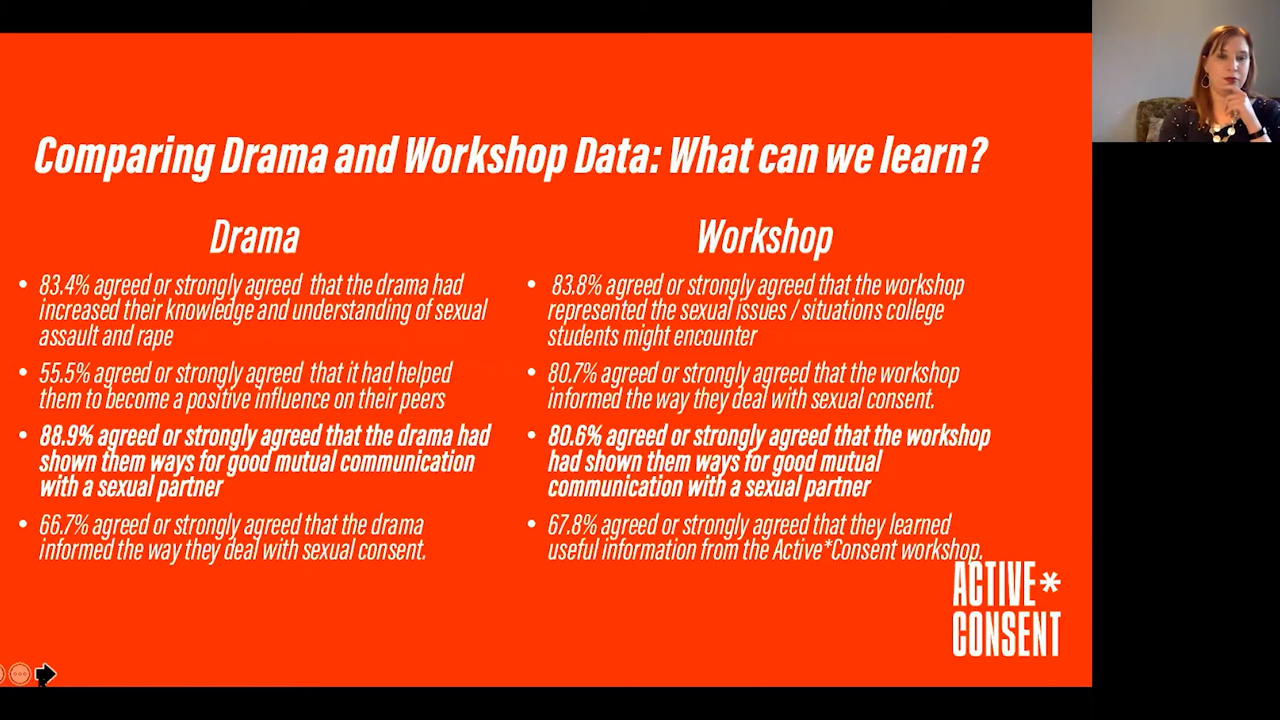 Comparing Drama and Workshop Data: What can we learn?
Drama
• 83.4% agreed or strongly agreed that the drama had
increased their knowledge and understanding of sexual
assault and rape
• 55.5% agreed or strongly agreed that it had helped
them to become a positive influence on their peers
• 88.9% agreed or strongly agreed that the drama had
shown them ways for good mutual communication
with a sexual partner
• 66.7% agreed or strongly agreed that the drama
informed the way they deal with sexual consent.
Workshop
• 83.8% agreed or strongly agreed that the workshop
represented the sexual issues / situations college
students might encounter
• 80.7% agreed or strongly agreed that the workshop
informed the way they deal with sexual consent.
• 80.6% agreed or strongly agreed that the workshop
had shown them ways for good mutual
communication with a sexual partner
• 67.8% agreed or strongly agreed that they learned
useful information from the Active*Consent workshop.
ACTIVE*
CONSENT